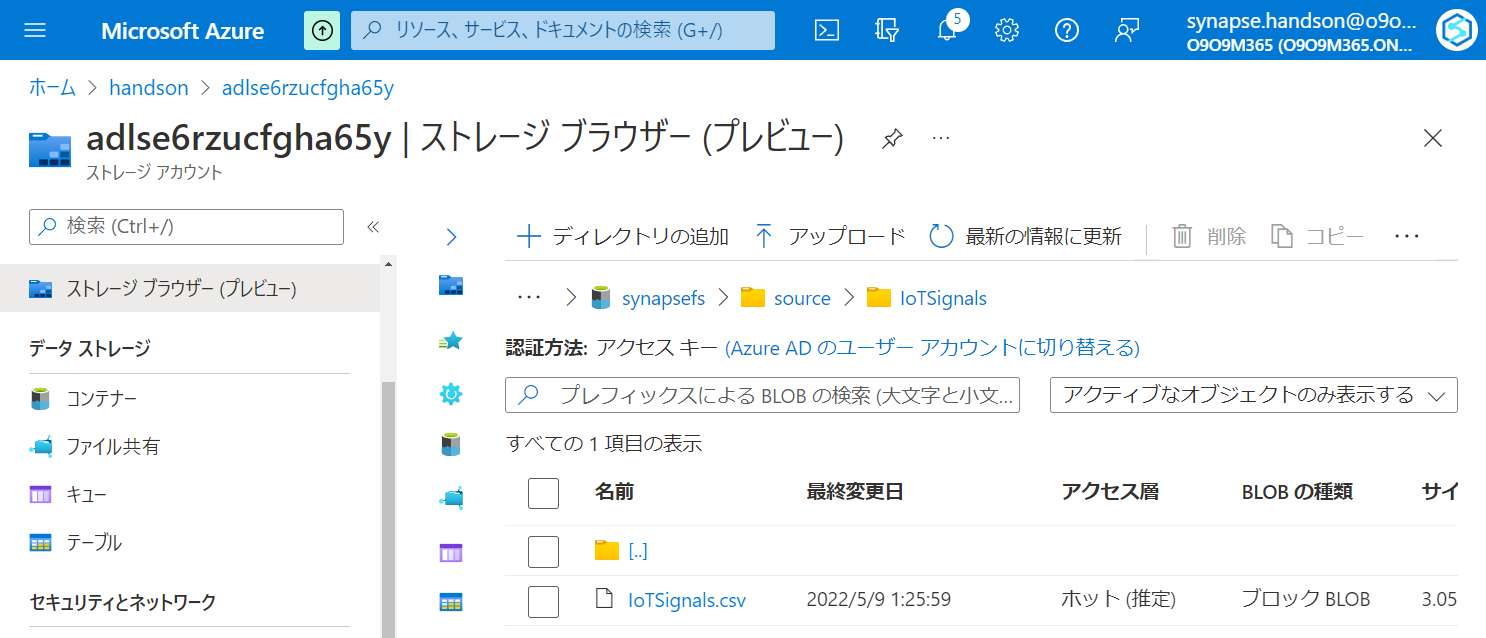 Microsoft Azure
リソース、サービス、ドキュメントの検索 (G+/)
5
synapse.handson@o9o...
O9O9M365 (O9O9M365.ON...
ホーム > handson > adlse6rzucfgha65y
adlse6rzucfgha65y | ストレージ ブラウザー (プレビュー) ...
ストレージ アカウント
検索 (Ctrl+/) «
ストレージ ブラウザー (プレビュー)
データ ストレージ
コンテナー
ファイル共有
キュー
テーブル
セキュリティとネットワーク
ディレクトリの追加 アップロード 最新の情報に更新 削除 コピー ...
... > synapsefs > source > IoTSignals
認証方法: アクセス キー (Azure AD のユーザー アカウントに切り替える)
プレフィックスによる BLOB の検索 (大文字と小文... アクティブなオブジェクトのみ表示する
すべての 1 項目の表示
名前 最終変更日 アクセス層 BLOB の種類 サイ
[..]
IoTSignals.csv 2022/5/9 1:25:59 ホット (推定) ブロック BLOB 3.05